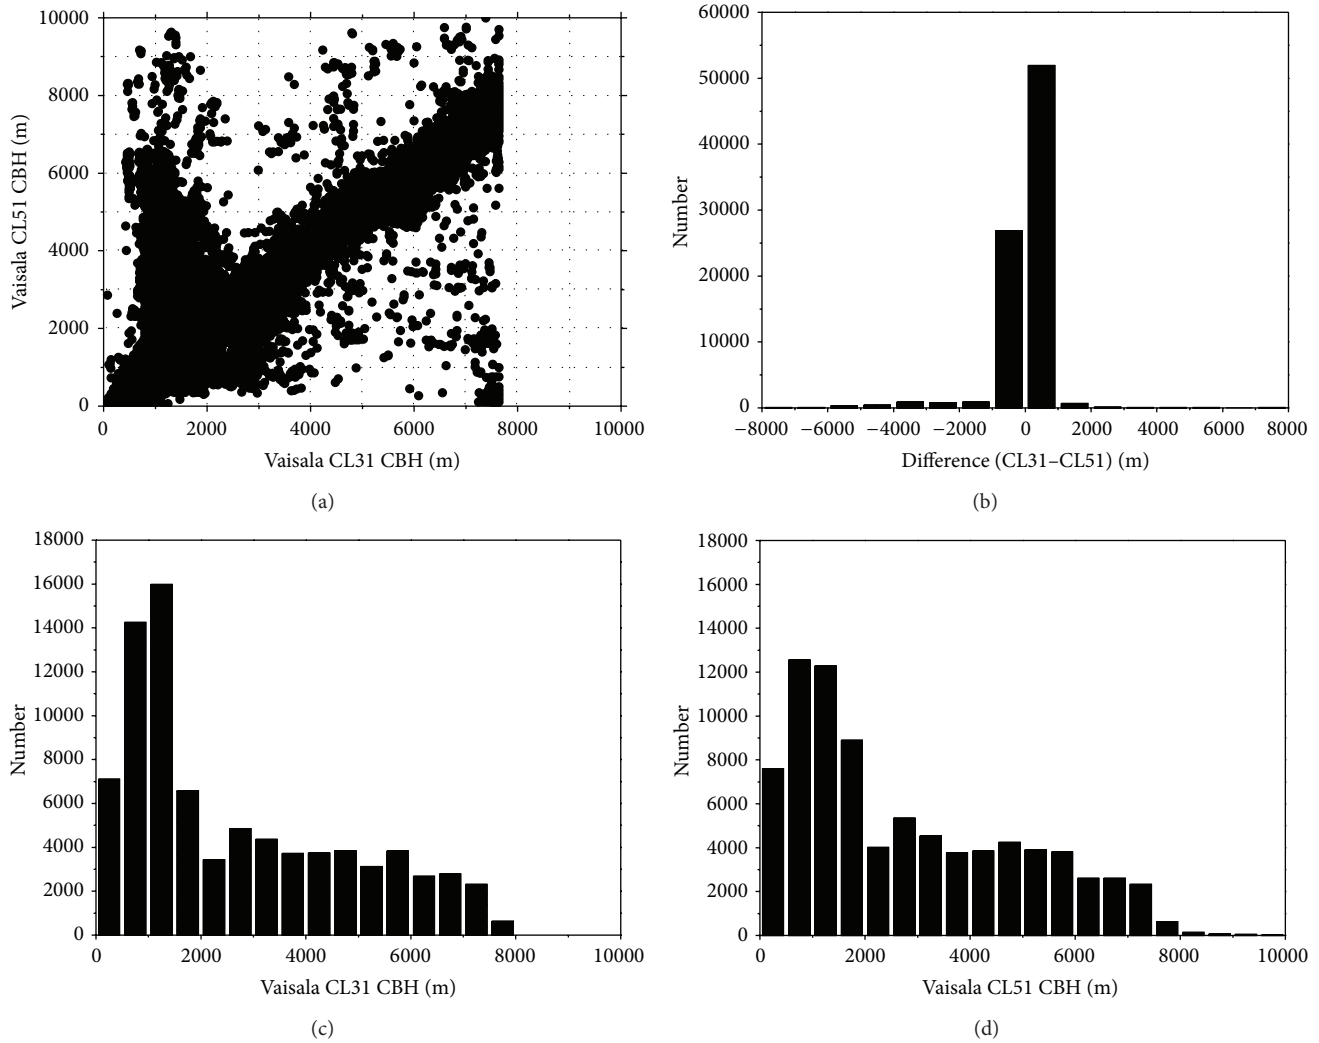 10000
8000
6000
4000
2000
0
Vaisala CL51 CBH (m)
0 2000 4000 6000 8000 10000
Vaisala CL31 CBH (m)
(a)
60000
50000
40000
30000
20000
10000
0
Number
−8000 −6000 −4000 −2000 0 2000 4000 6000 8000
Difference (CL31–CL51) (m)
(b)
18000
16000
14000
12000
10000
8000
6000
4000
2000
0
Number
0 2000 4000 6000 8000 10000
Vaisala CL31 CBH (m)
(c)
18000
16000
14000
12000
10000
8000
6000
4000
2000
0
Number
0 2000 4000 6000 8000 10000
Vaisala CL51 CBH (m)
(d)